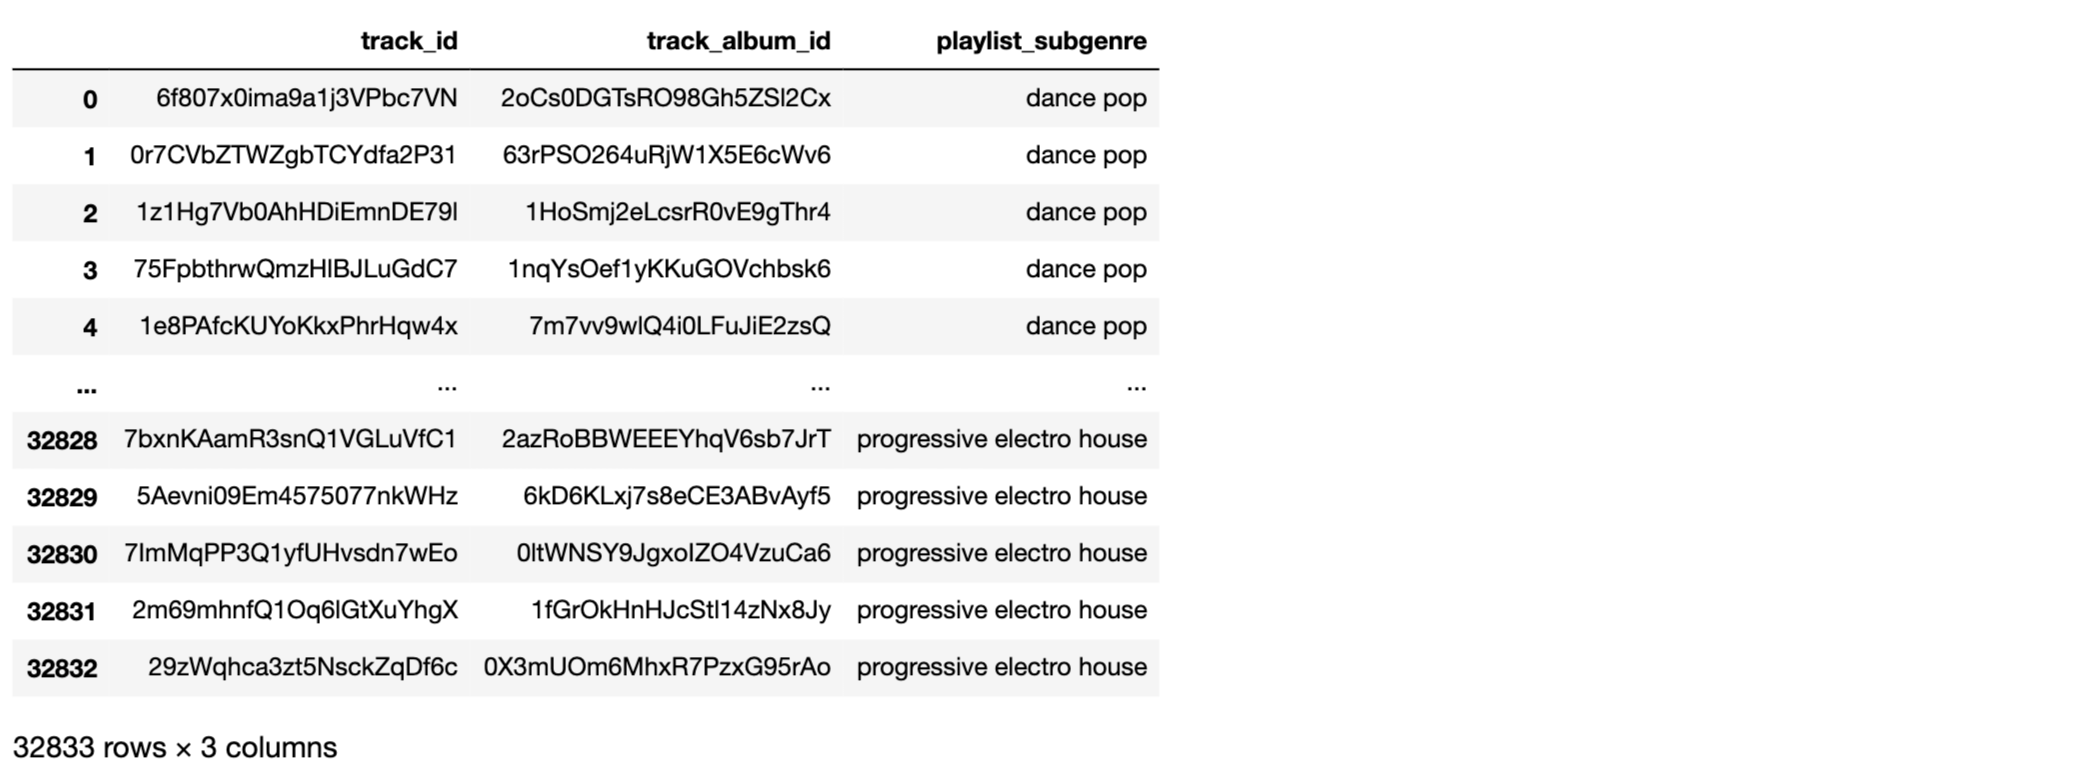 track_id track_album_id playlist_subgenre
0 6f807x0ima9a1j3VPbc7VN 2oCs0DGTsRO98Gh5ZSl2Cx dance pop
1 0r7CVbZTWZgbTCYdfa2P31 63rPSO264uRjW1X5E6cWv6 dance pop
2 1z1Hg7Vb0AhHDiEmnDE79l 1HoSmj2eLcsrR0vE9gThr4 dance pop
3 75FpbthrwQmzHlBJLuGdC7 1nqYsOef1yKKuGOVchbsk6 dance pop
4 1e8PAfcKUYoKkxPhrHqw4x 7m7vv9wlQ4i0LFuJiE2zsQ dance pop
... ... ... ...
32828 7bxnKAamR3snQ1VGLuVfC1 2azRoBBWEEEYhqV6sb7JrT progressive electro house
32829 5Aevni09Em4575077nkWHz 6kD6KLxj7s8eCE3ABvAyf5 progressive electro house
32830 7ImMqPP3Q1yfUHvsdn7wEo 0ltWNSY9JgxoIZO4VzuCa6 progressive electro house
32831 2m69mhnfQ1Oq6lGtXuYhgX 1fGrOkHnHJcStl14zNx8Jy progressive electro house
32832 29zWqhca3zt5NsckZqDf6c 0X3mUOm6MhxR7PzxG95rAo progressive electro house
32833 rows × 3 columns